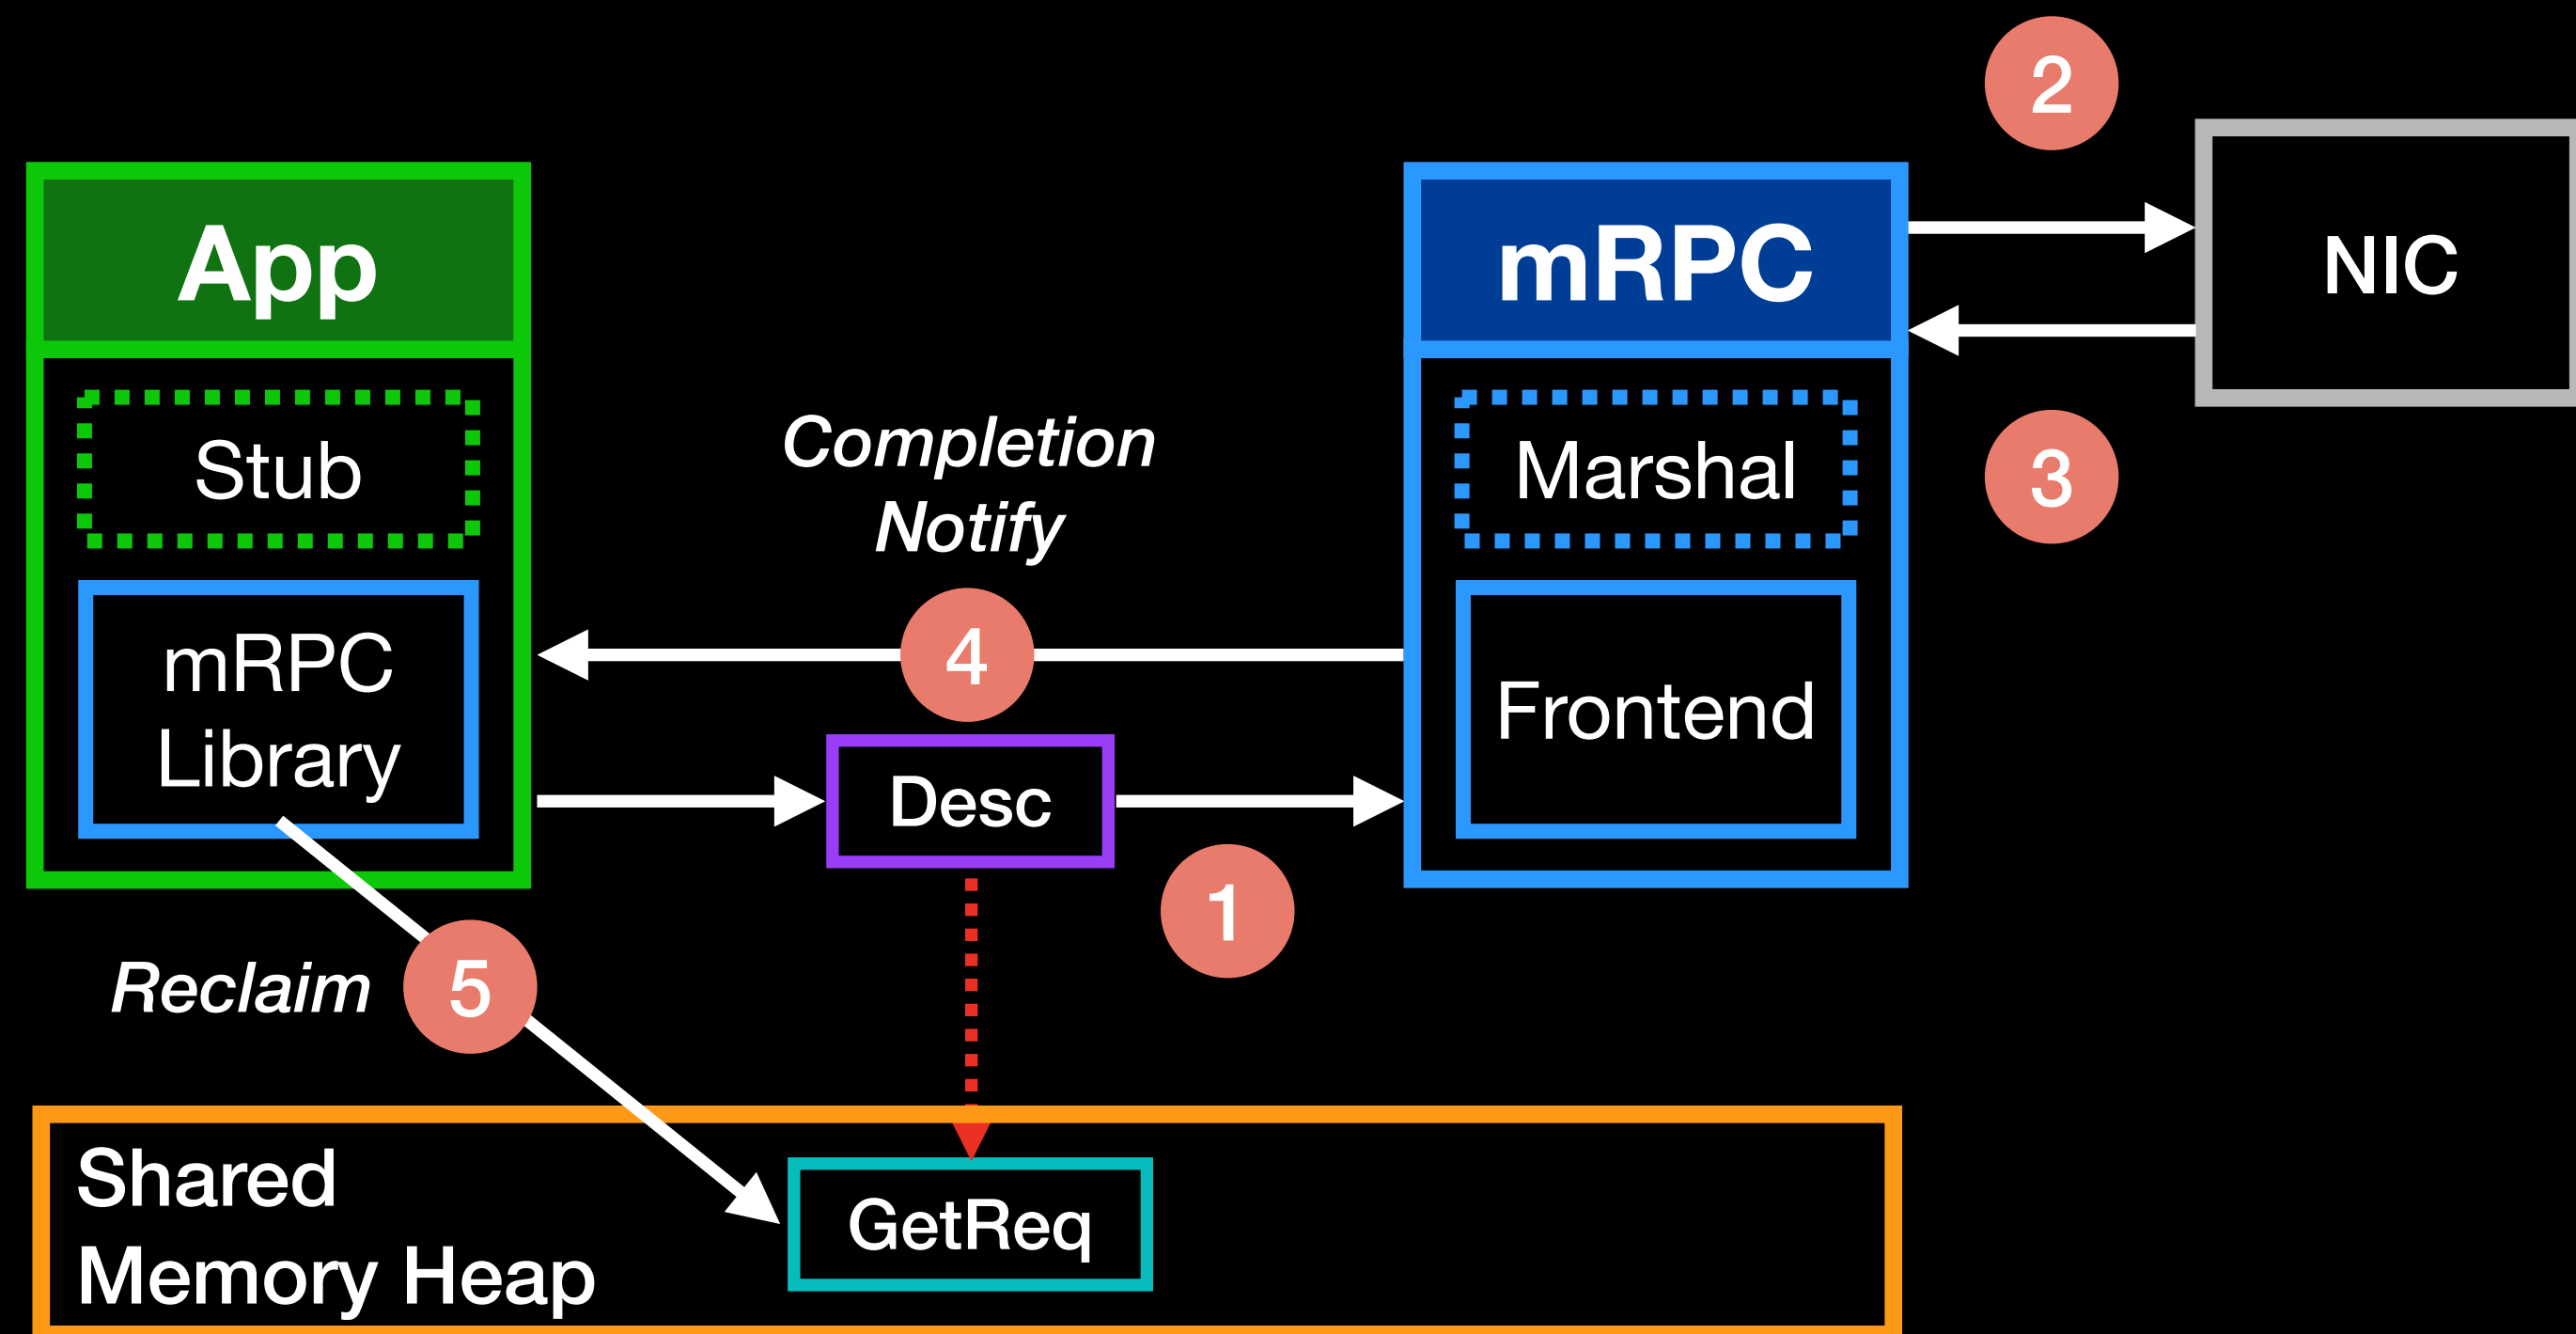 2
App
mRPC
NIC
Stub
Completion
Notify
Marshal
3
mRPC
Library
4
Frontend
Desc
1
Reclaim
5
Shared
Memory Heap
GetReq